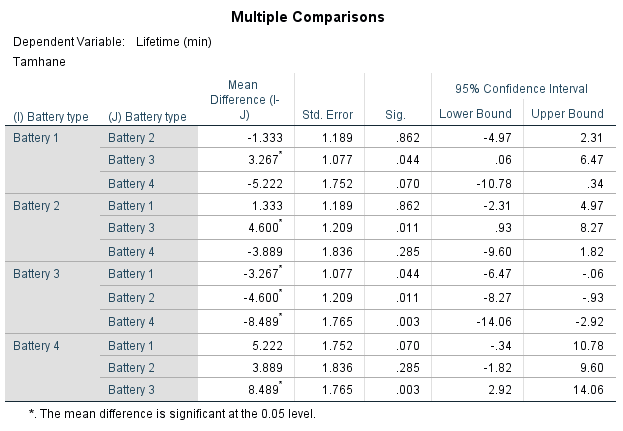 Multiple Comparisons
Dependent Variable: Lifetime (min)
Tamhane
(I) Battery type (J) Battery type Mean Difference (I-J) Std. Error Sig. 95% Confidence Interval
Lower Bound Upper Bound
Battery 1 Battery 2 -1.333 1.189 .862 -4.97 2.31
Battery 3 3.267* 1.077 .044 .06 6.47
Battery 4 -5.222 1.752 .070 -10.78 .34
Battery 2 Battery 1 1.333 1.189 .862 -2.31 4.97
Battery 3 4.600* 1.209 .011 .93 8.27
Battery 4 -3.889 1.836 .285 -9.60 1.82
Battery 3 Battery 1 -3.267* 1.077 .044 -6.47 -.06
Battery 2 -4.600* 1.209 .011 -8.27 -.93
Battery 4 -8.489* 1.765 .003 -14.06 -2.92
Battery 4 Battery 1 5.222 1.752 .070 -.34 10.78
Battery 2 3.889 1.836 .285 -1.82 9.60
Battery 3 8.489* 1.765 .003 2.92 14.06
*. The mean difference is significant at the 0.05 level.